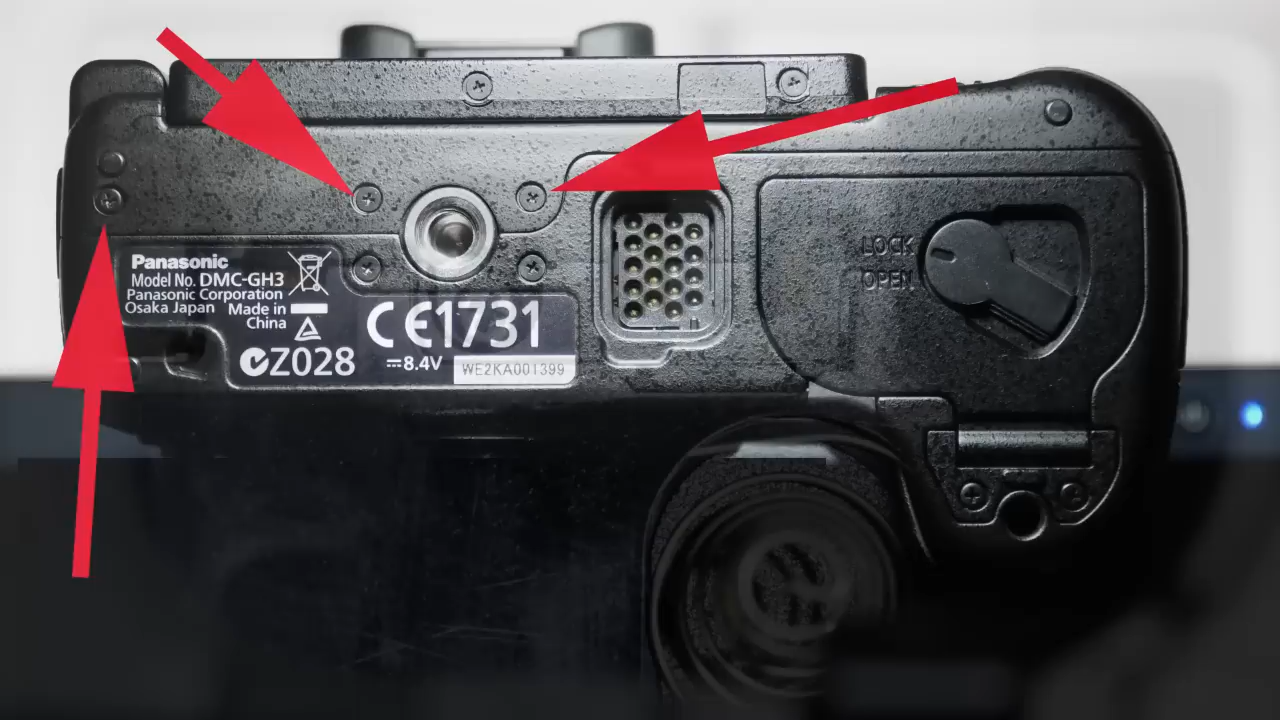 Panasonic
Model No. DMC-GH3
Panasonic Corporation
Osaka Japan Made in
China
Z028
CE1731
8.4V
WE2KA001399
LOCK
OPEN